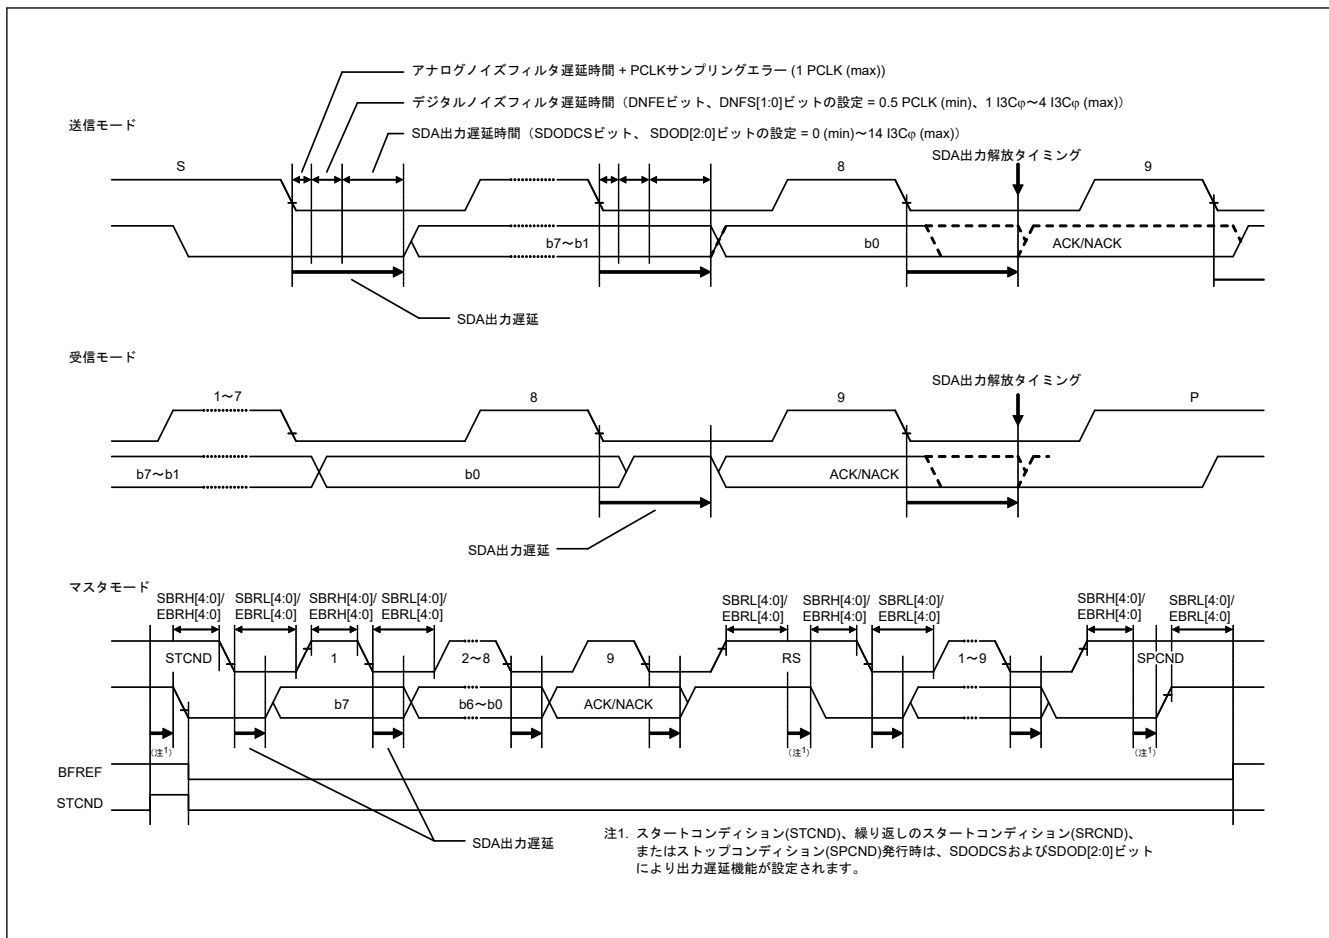 アナログノイズフィルタ遅延時間 + PCLKサンプリングエラー (1 PCLK (max))
デジタルノイズフィルタ遅延時間（DNFEビット、DNFS[1:0]ビットの設定 = 0.5 PCLK (min)、1 I3Cφ～4 I3Cφ (max)）
送信モード
SDA出力遅延時間（SDODCSビット、 SDOD[2:0]ビットの設定 = 0 (min)～14 I3Cφ (max)）
SDA出力解放タイミング
S
8
9
b7～b1
b0
ACK/NACK
SDA出力遅延
受信モード
SDA出力解放タイミング
1～7
8
9
P
b7～b1
b0
ACK/NACK
SDA出力遅延
マスタモード
SBRH[4:0]/
EBRH[4:0]
SBRL[4:0]/
EBRL[4:0]
SBRH[4:0]/
EBRH[4:0]
SBRL[4:0]/
EBRL[4:0]
SBRL[4:0]/
EBRL[4:0]
SBRH[4:0]/
EBRH[4:0]
SBRL[4:0]/
EBRL[4:0]
SBRH[4:0]/
EBRH[4:0]
SBRL[4:0]/
EBRL[4:0]
STCND
1
2～8
9
RS
1～9
SPCND
b7
b6～b0
ACK/NACK
(注1)
(注1)
(注1)
BFREF
STCND
SDA出力遅延
注1. スタートコンディション(STCND)、繰り返しのスタートコンディション(SRCND)、
またはストップコンディション(SPCND)発行時は、SDODCSおよびSDOD[2:0]ビット
により出力遅延機能が設定されます。